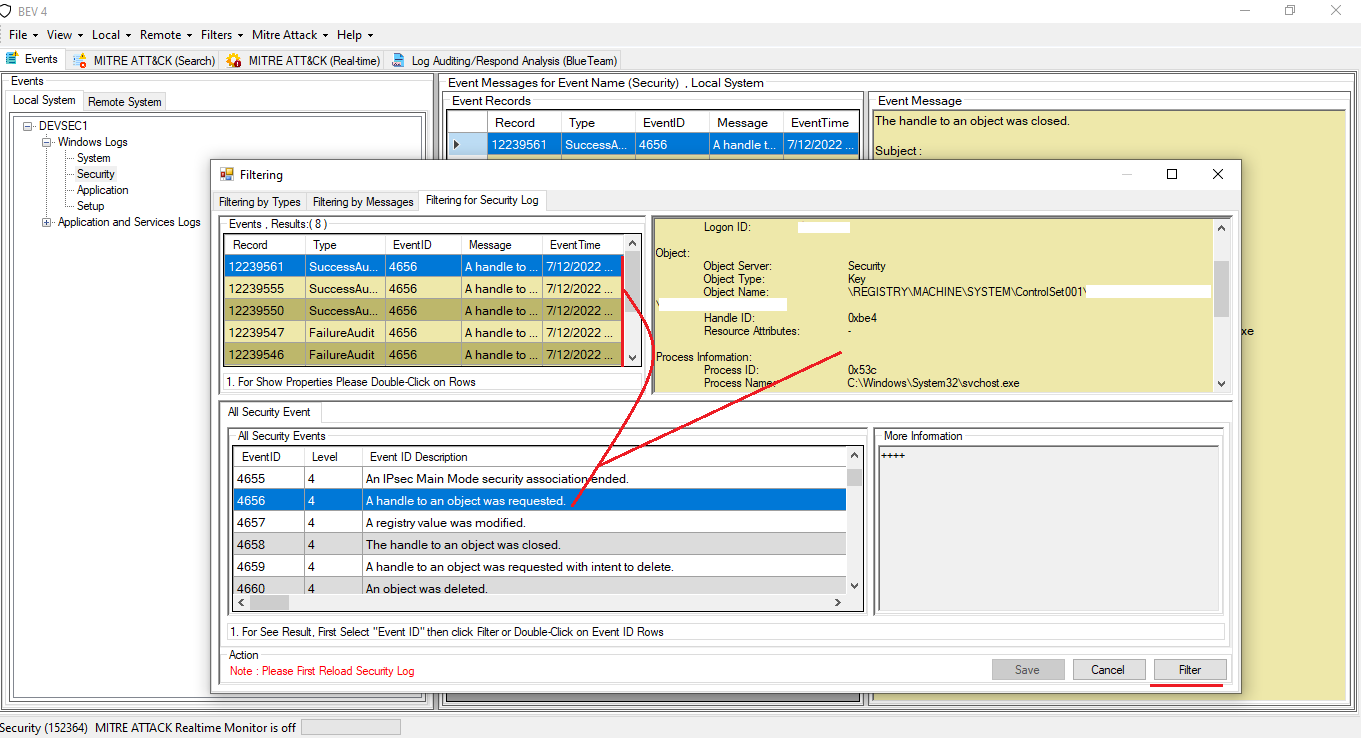 BEV 4
File View Local Remote Filters Mitre Attack Help
Events MITRE ATT&CK (Search) MITRE ATT&CK (Real-time) Log Auditing/Respond Analysis (BlueTeam)
Events
Local System Remote System
DEVSEC1
Windows Logs
System
Security
Application
Setup
Application and Services Logs
Event Messages for Event Name (Security) , Local System
Event Records
Record Type EventID Message EventTime
12239561 SuccessA... 4656 A handle t... 7/12/2022 ...
Event Message
The handle to an object was closed.
Subject :
xe
Filtering
Filtering by Types Filtering by Messages Filtering for Security Log
Events , Results:( 8 )
Record Type EventID Message EventTime
12239561 SuccessAu... 4656 A handle to ... 7/12/2022 ...
12239555 SuccessAu... 4656 A handle to ... 7/12/2022 ...
12239550 SuccessAu... 4656 A handle to ... 7/12/2022 ...
12239547 FailureAudit 4656 A handle to ... 7/12/2022 ...
12239546 FailureAudit 4656 A handle to ... 7/12/2022 ...
1. For Show Properties Please Double-Click on Rows
Logon ID:
Object:
Object Server: Security
Object Type: Key
Object Name: \REGISTRY\MACHINE\SYSTEM\ControlSet001\
\
Handle ID: 0xbe4
Resource Attributes: -
Process Information:
Process ID: 0x53c
Process Name: C:\Windows\System32\svchost.exe
All Security Event
All Security Events
EventID Level Event ID Description
4655 4 An IPsec Main Mode security association ended.
4656 4 A handle to an object was requested.
4657 4 A registry value was modified.
4658 4 The handle to an object was closed.
4659 4 A handle to an object was requested with intent to delete.
4660 4 An object was deleted.
More Information
++++
1. For See Result, First Select "Event ID" then click Filter or Double-Click on Event ID Rows
Action
Note : Please First Reload Security Log
Save Cancel Filter
Security (152364) MITRE ATTACK Realtime Monitor is off